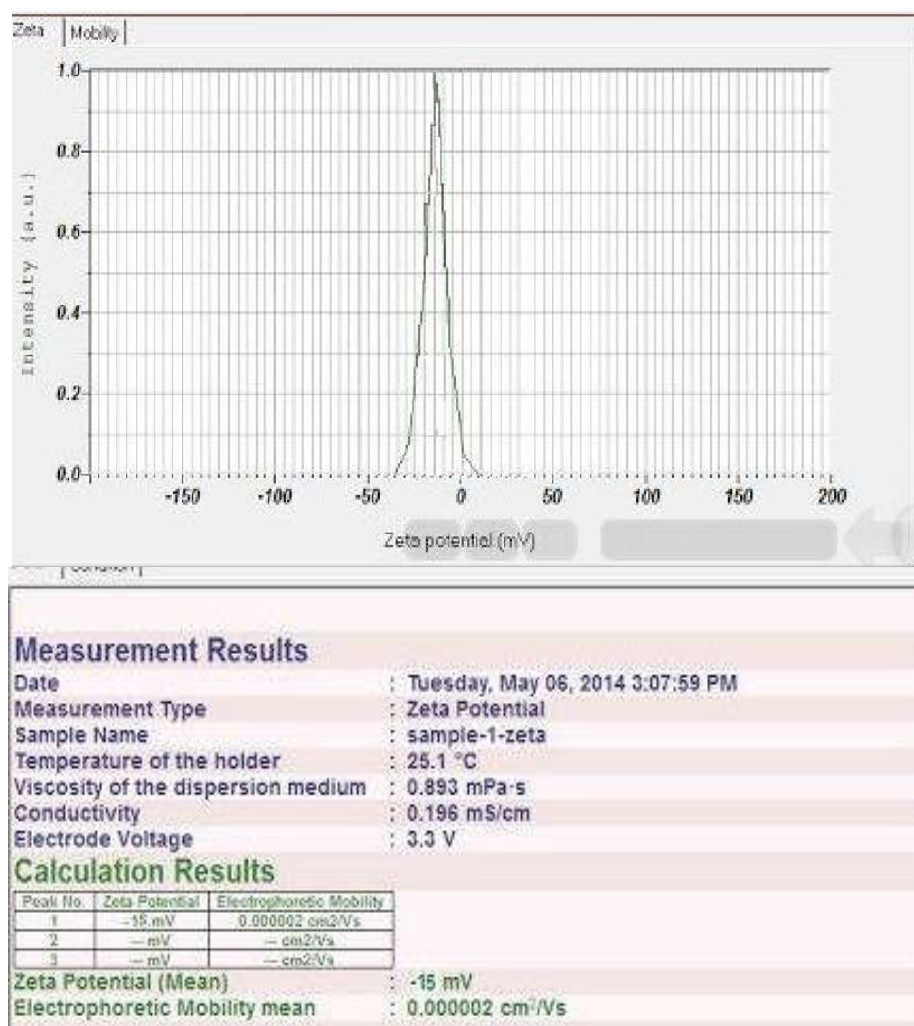 Zeta Mobility
1.0
0.8
0.6
0.4
0.2
0.0
Intensity (a.u.)
-150 -100 -50 0 50 100 150 200
Zeta potential (mV)
Measurement Results
Date : Tuesday, May 06, 2014 3:07:59 PM
Measurement Type : Zeta Potential
Sample Name : sample-1-zeta
Temperature of the holder : 25.1 °C
Viscosity of the dispersion medium : 0.893 mPa·s
Conductivity : 0.196 mS/cm
Electrode Voltage : 3.3 V
Calculation Results
Peak No. Zeta Potential Electrophoretic Mobility
1 -15 mV 0.000002 cm2/Vs
2 -- mV -- cm2/Vs
3 -- mV -- cm2/Vs
Zeta Potential (Mean) : -15 mV
Electrophoretic Mobility mean : 0.000002 cm²/Vs